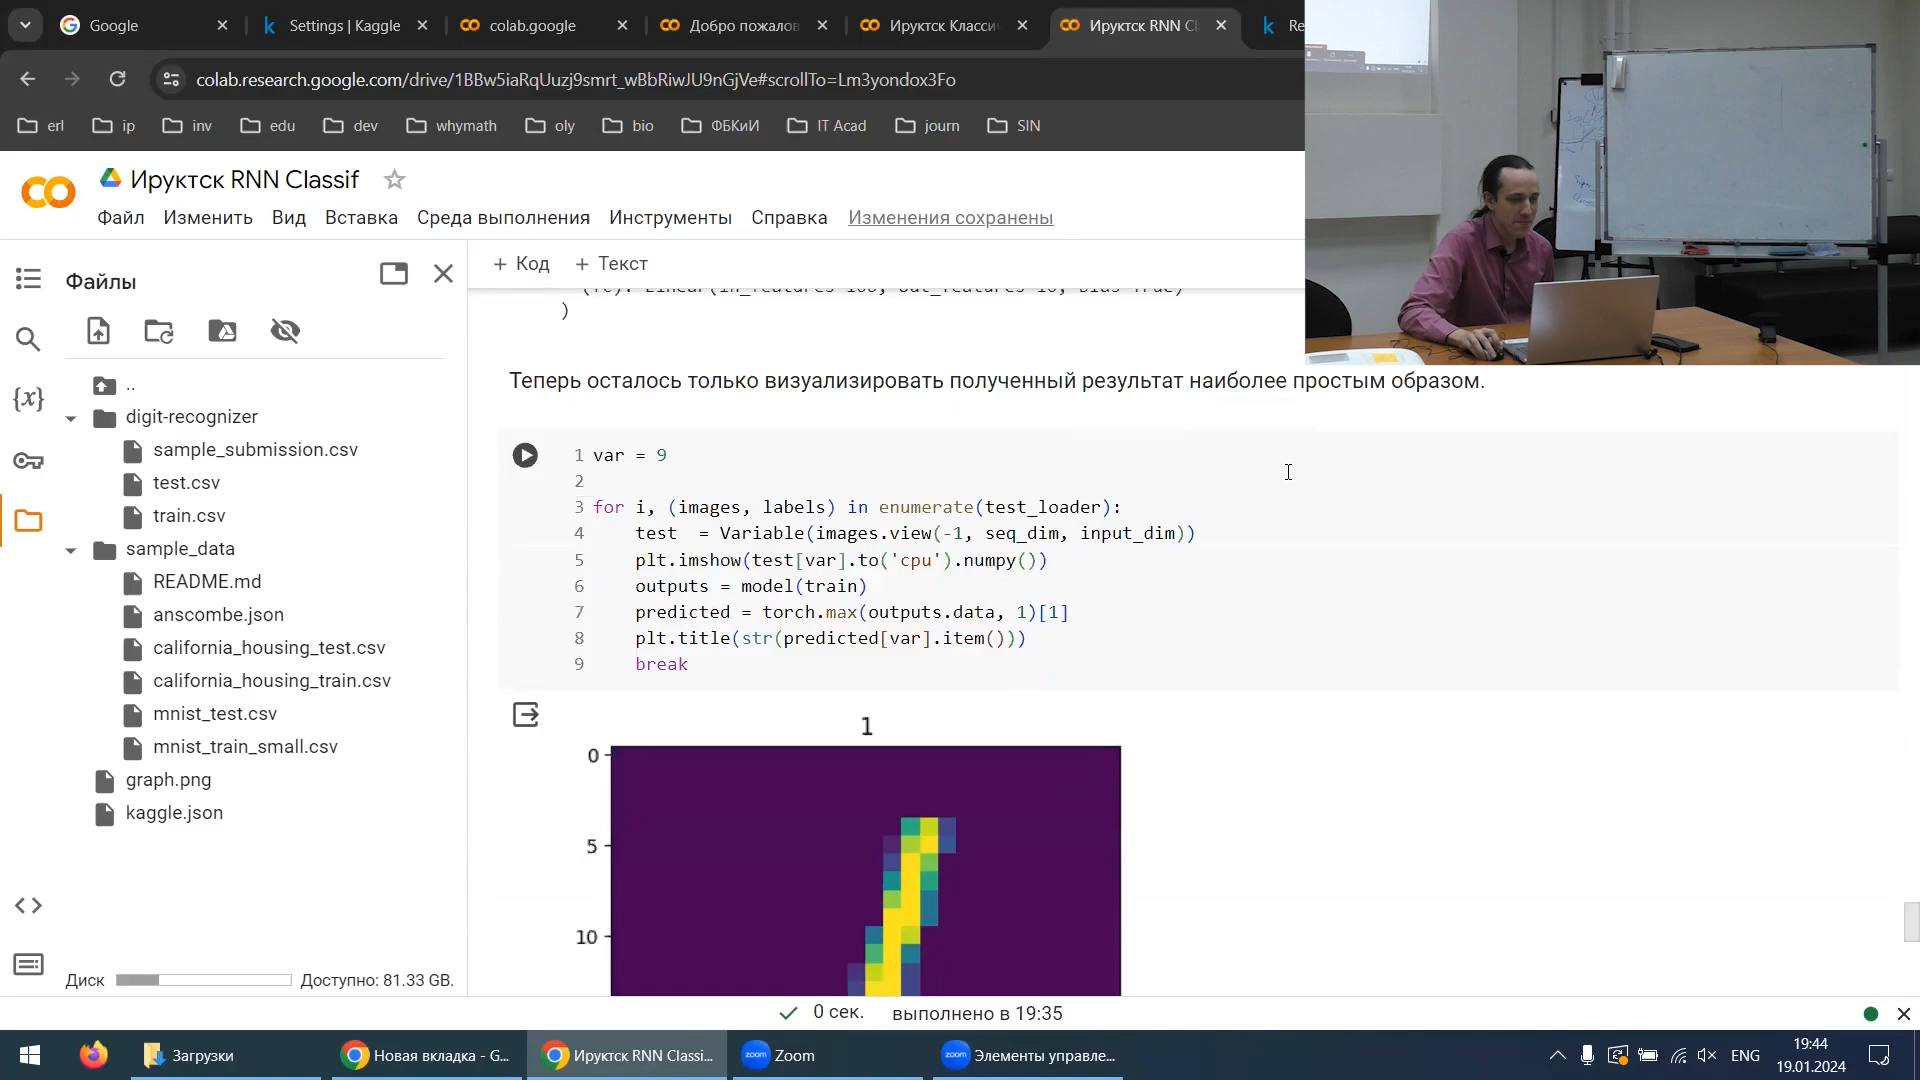 Google
Settings | Kaggle
colab.google
Добро пожалов
Ируктск Класси
Ируктск RNN Cl
Re
colab.research.google.com/drive/1BBw5iaRqUuzj9smrt_wBbRiwJU9nGjVe#scrollTo=Lm3yondox3Fo
erl
ip
inv
edu
dev
whymath
oly
bio
ФБКиИ
IT Acad
journ
SIN
Ируктск RNN Classif
Файл Изменить Вид Вставка Среда выполнения Инструменты Справка Изменения сохранены
Файлы
+ Код + Текст
)
..
digit-recognizer
sample_submission.csv
test.csv
train.csv
sample_data
README.md
anscombe.json
california_housing_test.csv
california_housing_train.csv
mnist_test.csv
mnist_train_small.csv
graph.png
kaggle.json
Диск Доступно: 81.33 GB.
Теперь осталось только визуализировать полученный результат наиболее простым образом.
1 var = 9
2
3 for i, (images, labels) in enumerate(test_loader):
4 test  = Variable(images.view(-1, seq_dim, input_dim))
5 plt.imshow(test[var].to('cpu').numpy())
6 outputs = model(train)
7 predicted = torch.max(outputs.data, 1)[1]
8 plt.title(str(predicted[var].item()))
9 break
1
0
5
10
0 сек. выполнено в 19:35
Загрузки
Новая вкладка - G...
Ируктск RNN Classi...
zoom Zoom
zoom Элементы управле...
ENG
19:44
19.01.2024